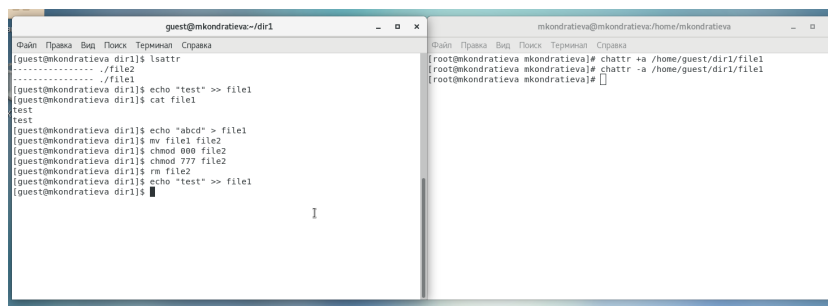 guest@mkondratieva:~/dir1
Файл Правка Вид Поиск Терминал Справка
[guest@mkondratieva dir1]$ lsattr
---------------- ./file2
---------------- ./file1
[guest@mkondratieva dir1]$ echo "test" >> file1
[guest@mkondratieva dir1]$ cat file1
test
test
[guest@mkondratieva dir1]$ echo "abcd" > file1
[guest@mkondratieva dir1]$ mv file1 file2
[guest@mkondratieva dir1]$ chmod 000 file2
[guest@mkondratieva dir1]$ chmod 777 file2
[guest@mkondratieva dir1]$ rm file2
[guest@mkondratieva dir1]$ echo "test" >> file1
[guest@mkondratieva dir1]$
mkondratieva@mkondratieva:/home/mkondratieva
Файл Правка Вид Поиск Терминал Справка
[root@mkondratieva mkondratieva]# chattr +a /home/guest/dir1/file1
[root@mkondratieva mkondratieva]# chattr -a /home/guest/dir1/file1
[root@mkondratieva mkondratieva]#